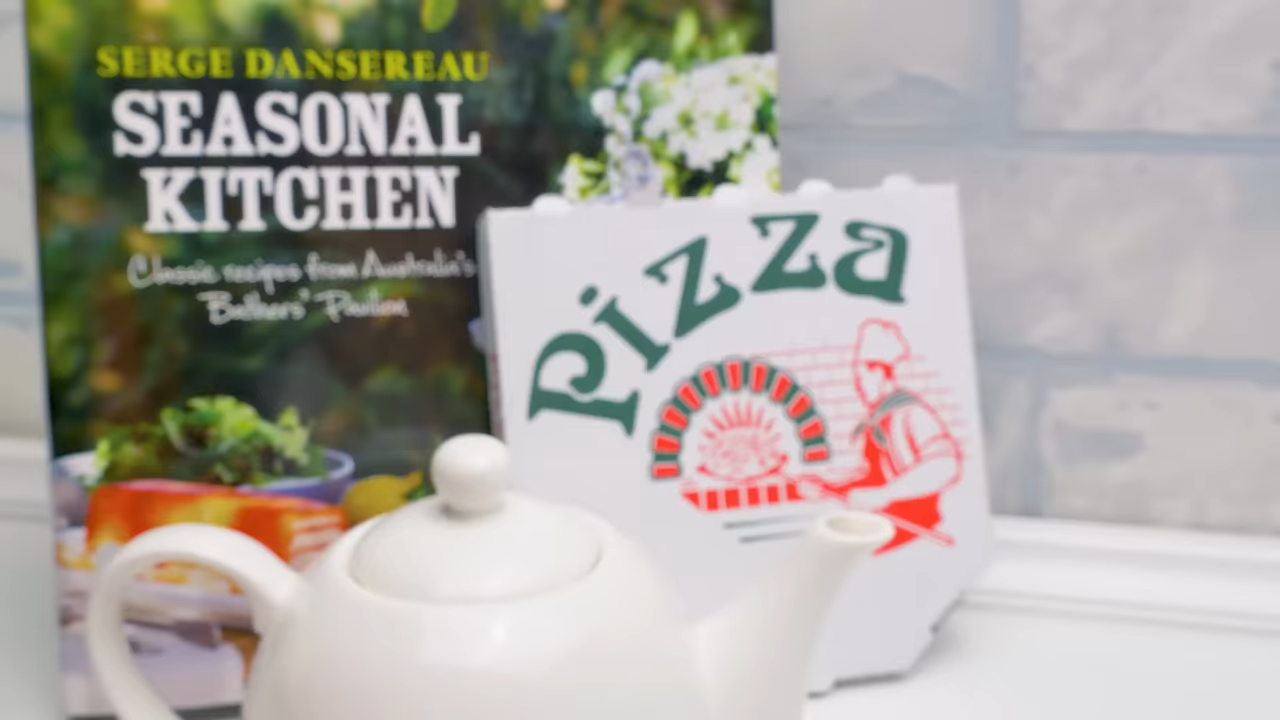 SERGE DANSEREAU
SEASONAL
KITCHEN
Classic recipes from Australia's
Bathers' Pavilion
Pizza